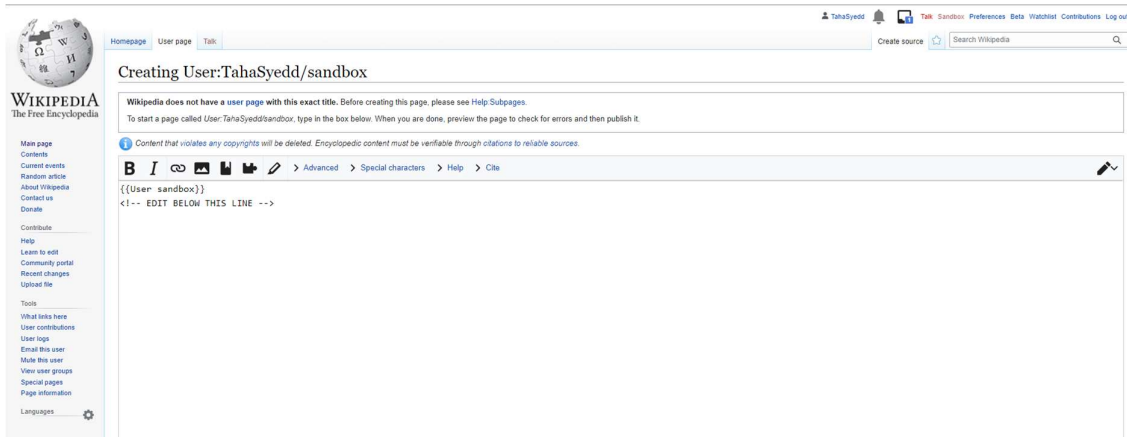 TahaSyedd Talk Sandbox Preferences Beta Watchlist Contributions Log out
Homepage User page Talk Create source Search Wikipedia
WIKIPEDIA
The Free Encyclopedia
Main page
Contents
Current events
Random article
About Wikipedia
Contact us
Donate
Contribute
Help
Learn to edit
Community portal
Recent changes
Upload file
Tools
What links here
User contributions
User logs
Email this user
Mute this user
View user groups
Special pages
Page information
Languages
Creating User:TahaSyedd/sandbox
Wikipedia does not have a user page with this exact title. Before creating this page, please see Help:Subpages.
To start a page called User:TahaSyedd/sandbox, type in the box below. When you are done, preview the page to check for errors and then publish it.
Content that violates any copyrights will be deleted. Encyclopedic content must be verifiable through citations to reliable sources.
B I Advanced Special characters Help Cite
{{User sandbox}}
<!-- EDIT BELOW THIS LINE -->